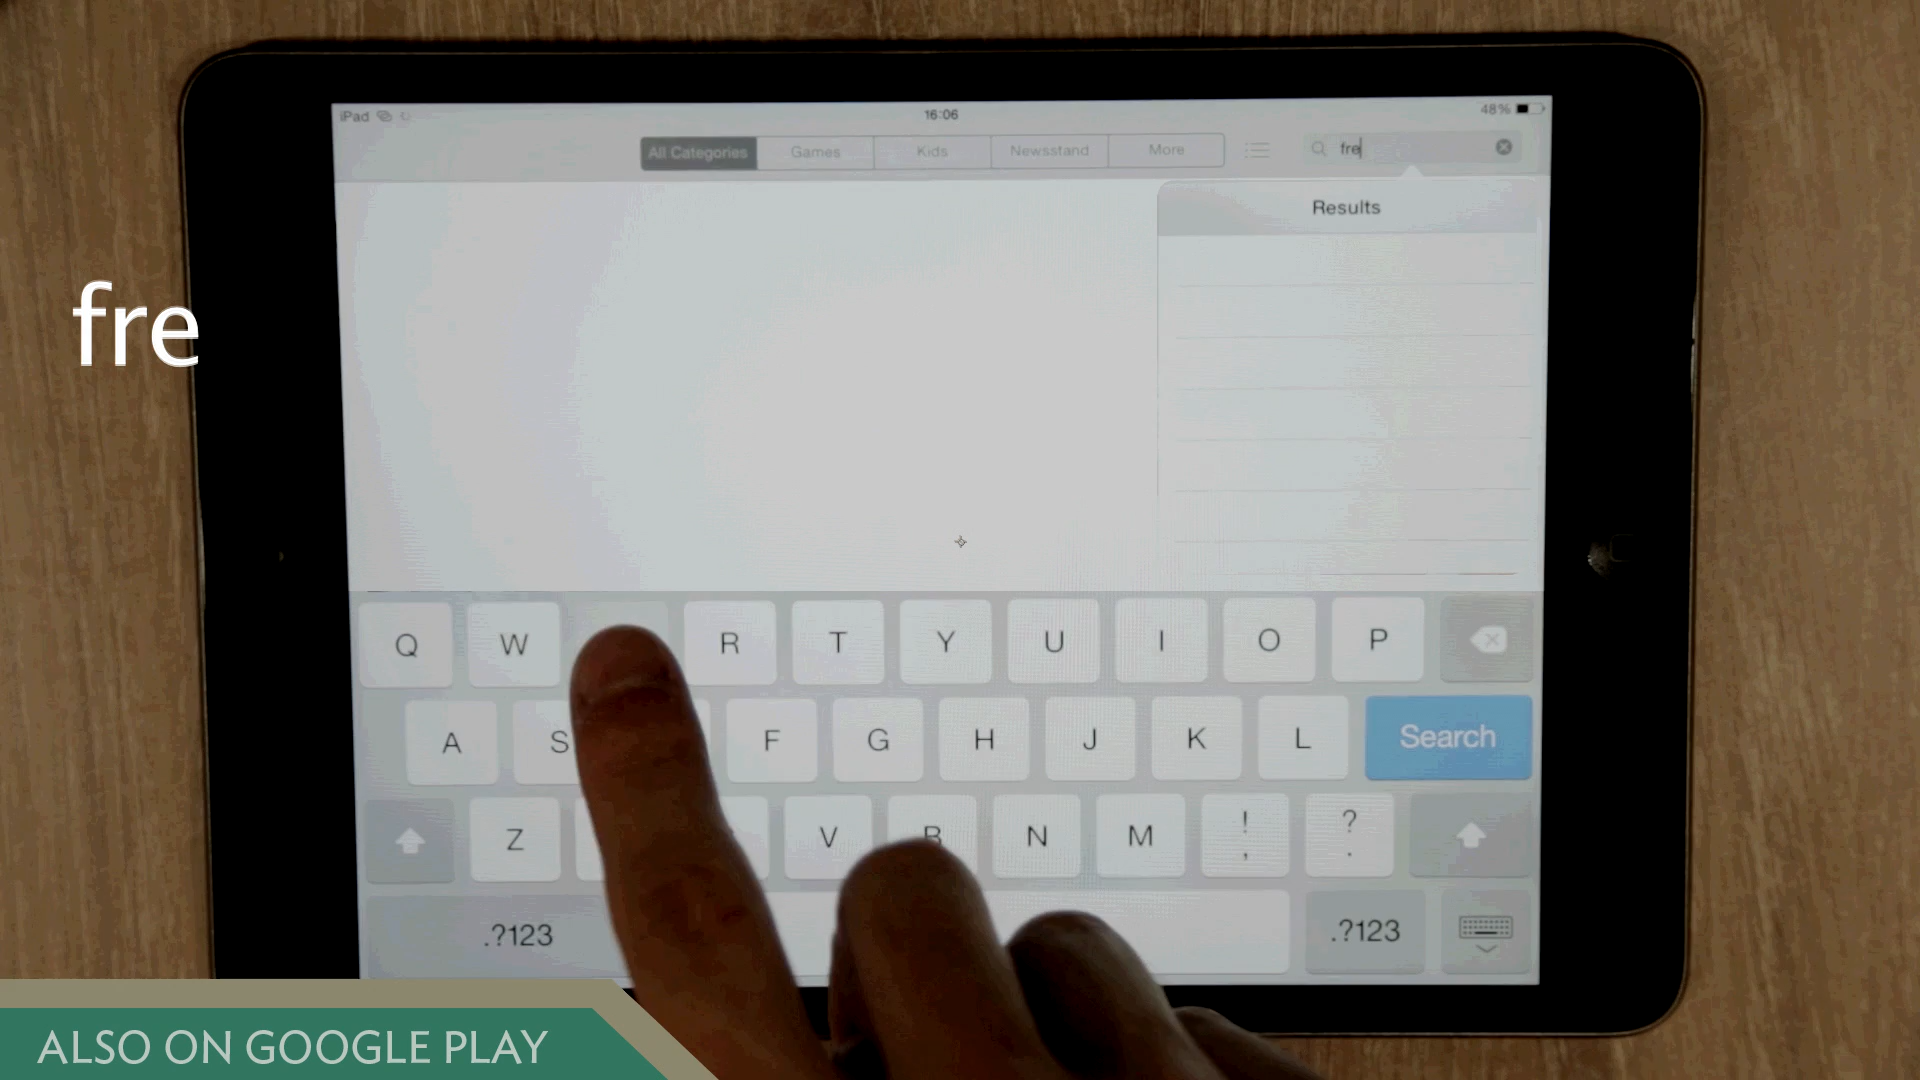 iPad
16:06
48%
All Categories
Games
Kids
Newsstand
More
fre
Results
fre
Q W R T Y U I O P
A S F G H J K L Search
Z V B N M ! , ? .
.?123 .?123
ALSO ON GOOGLE PLAY